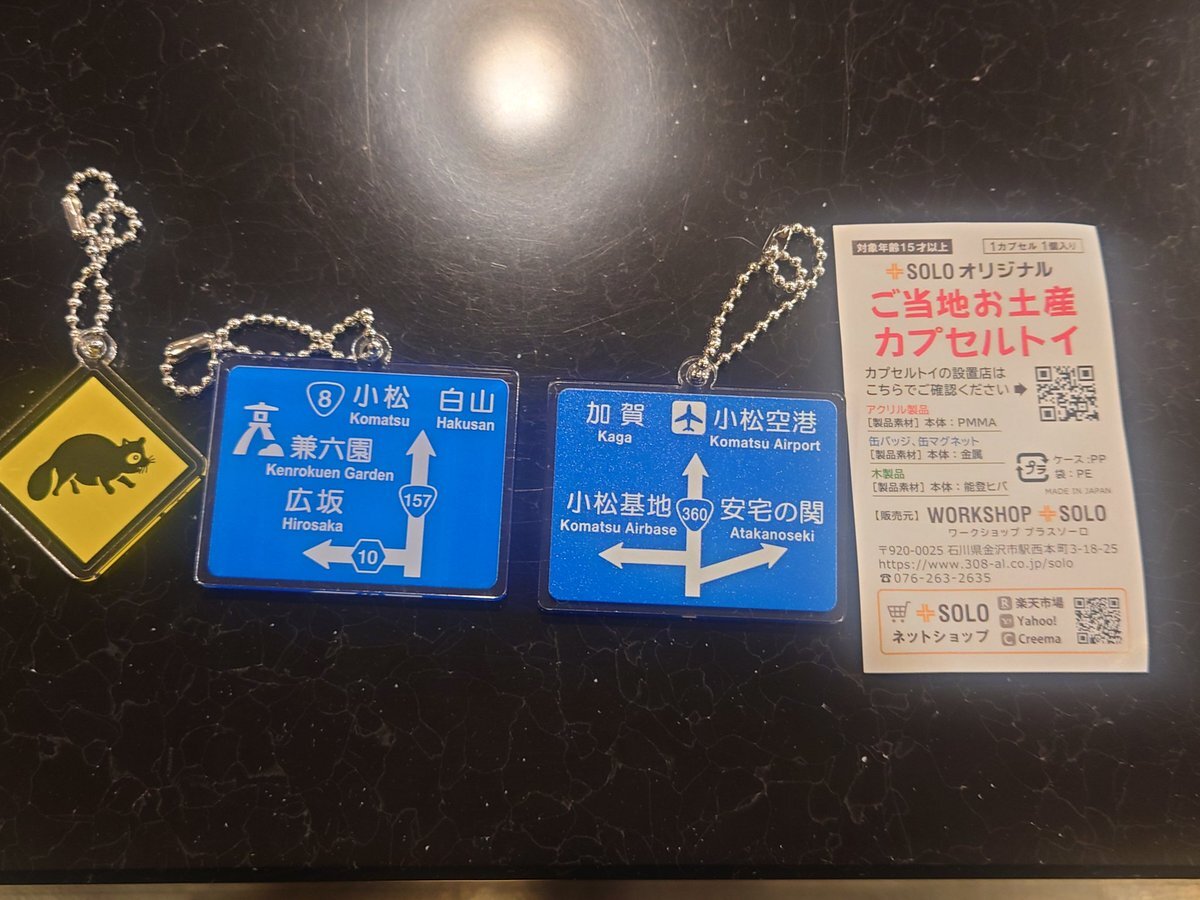 8 小松 白山
Komatsu Hakusan
兼六園
Kenrokuen Garden
広坂
Hirosaka
157
10
加賀 小松空港
Kaga Komatsu Airport
小松基地 360 安宅の関
Komatsu Airbase Atakanoseki
対象年齢15才以上 1カプセル 1個入り
SOLO オリジナル
ご当地お土産
カプセルトイ
カプセルトイの設置店は
こちらでご確認ください
アクリル製品
[製品素材] 本体:PMMA
缶バッジ、缶マグネット
[製品素材] 本体:金属
木製品
[製品素材] 本体:能登ヒバ
プラ ケース:PP
袋:PE
MADE IN JAPAN
【販売元】 WORKSHOP +SOLO
ワークショップ プラスソーロ
〒920-0025 石川県金沢市駅西本町3-18-25
https://www.308-al.co.jp/solo
☎076-263-2635
+SOLO
ネットショップ
R 楽天市場
Y! Yahoo!
C Creema